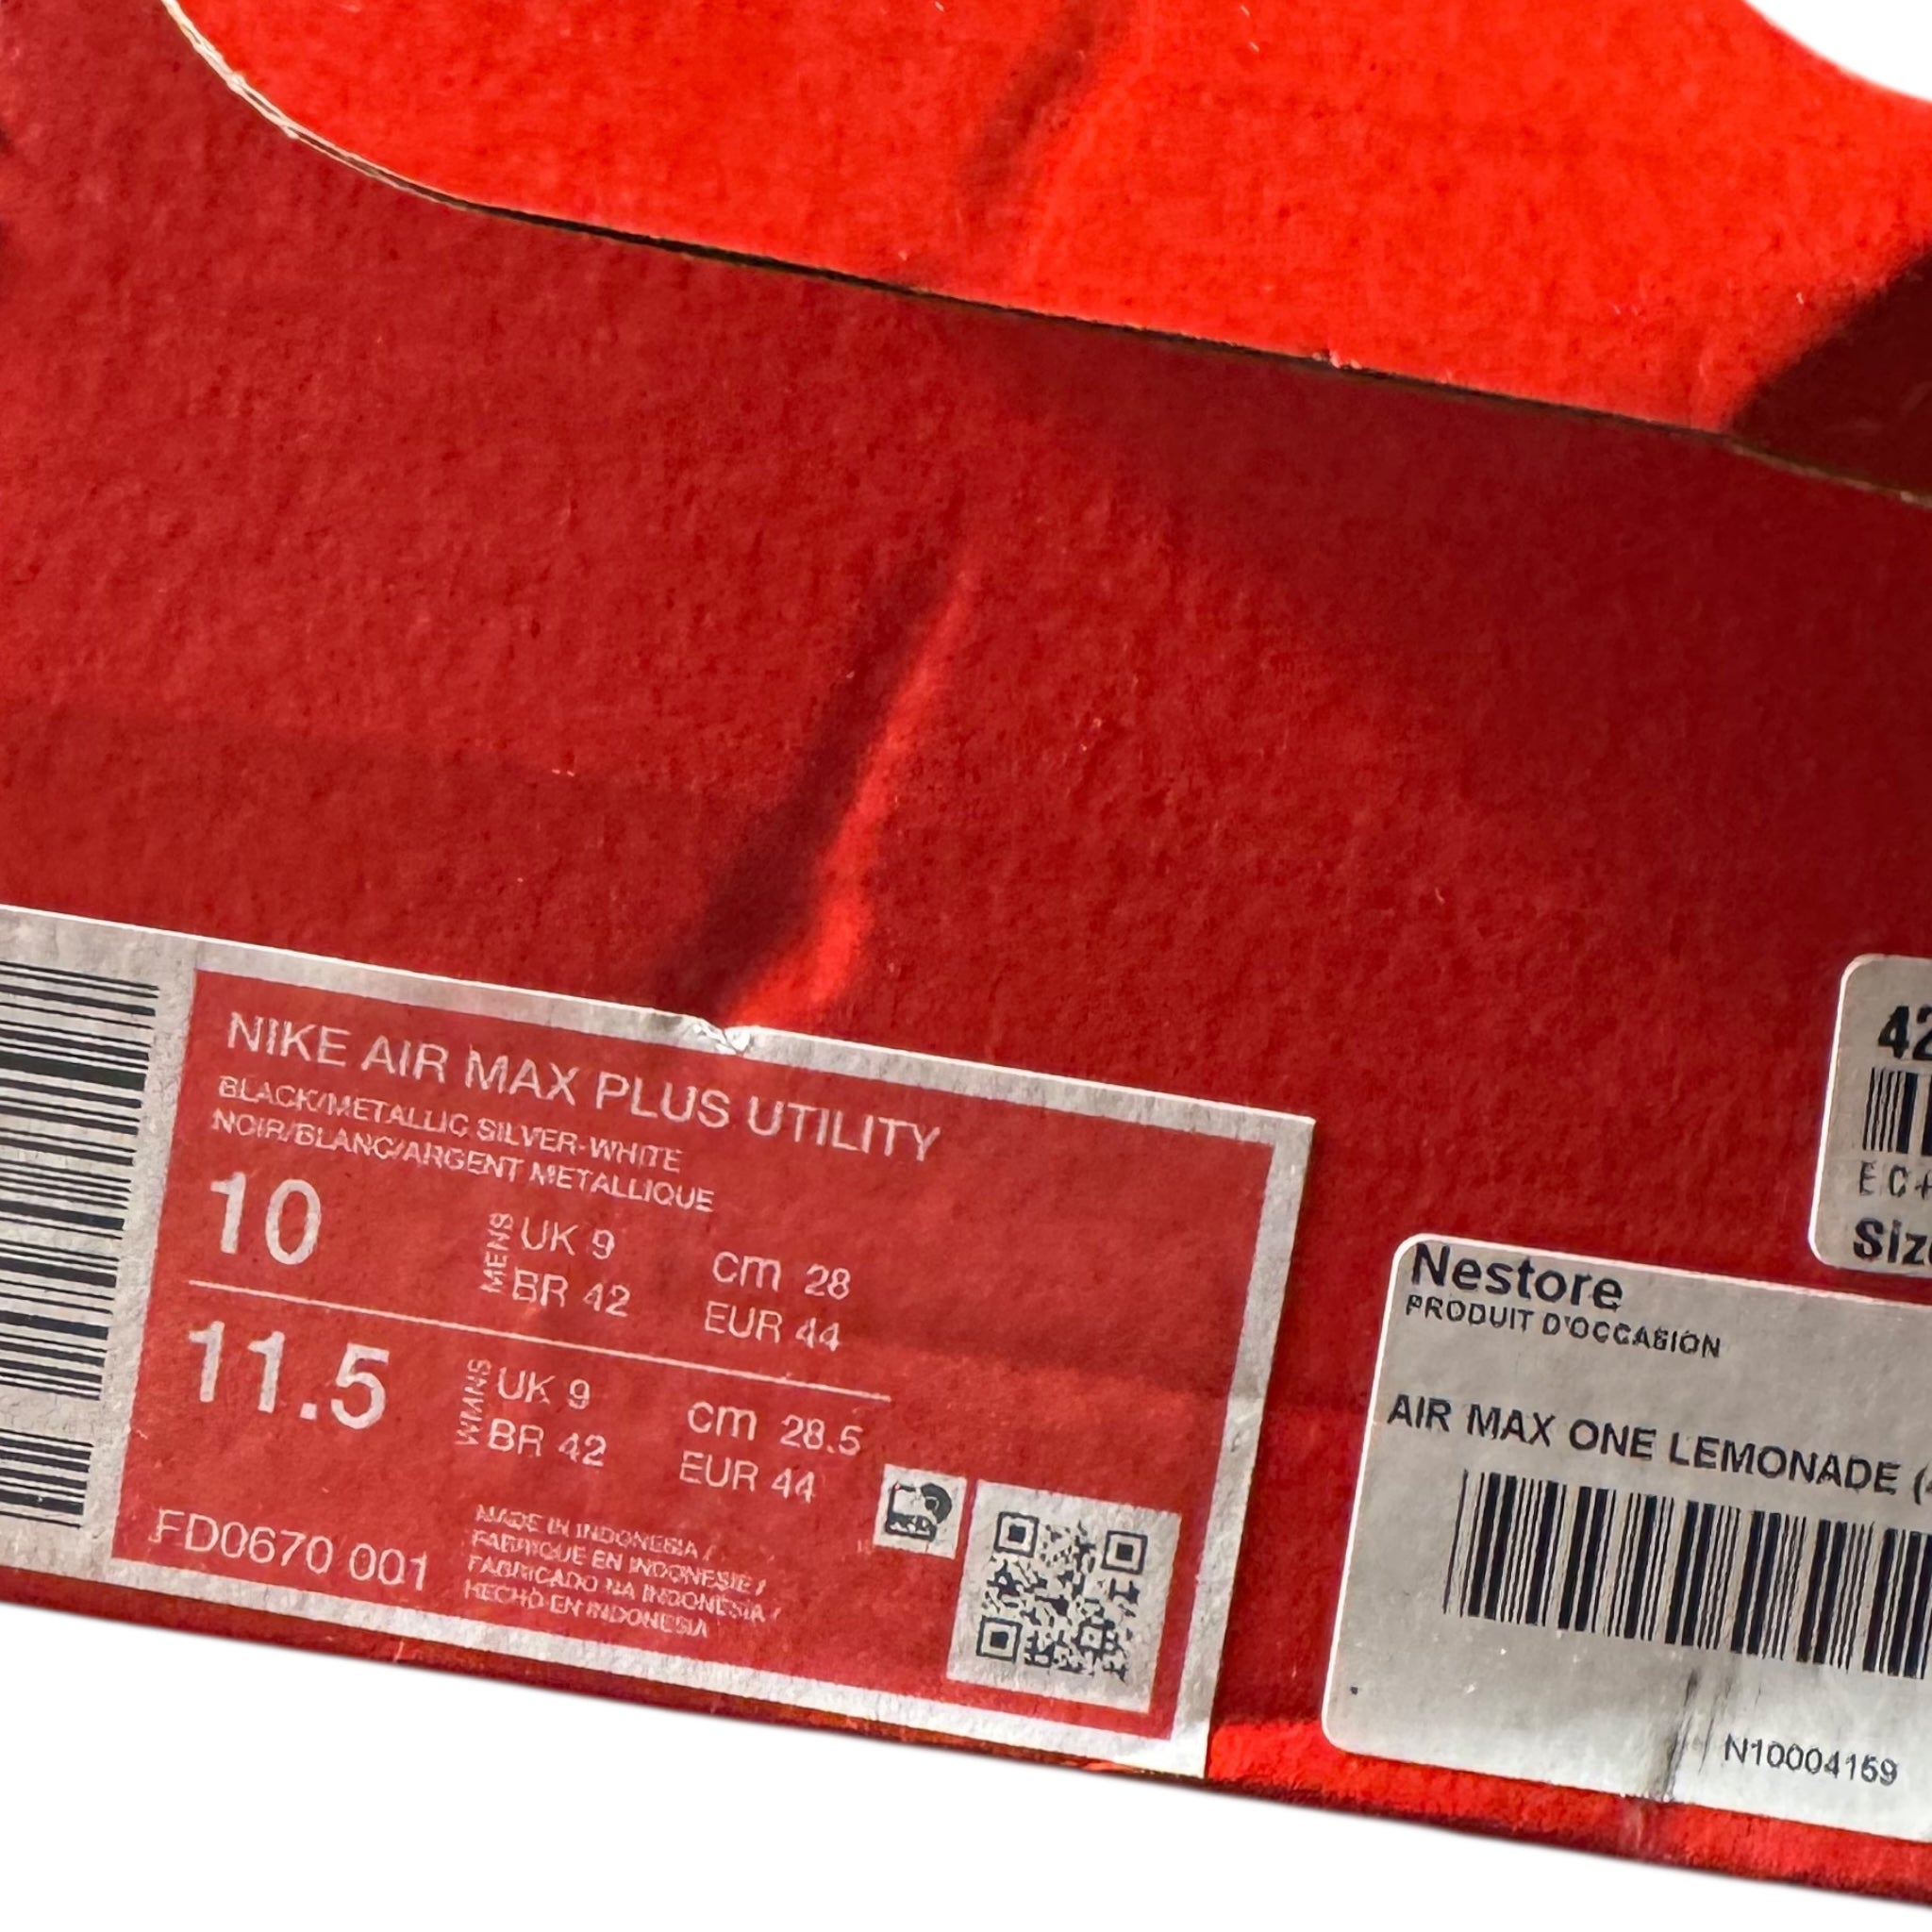 NIKE AIR MAX PLUS UTILITY
BLACK/METALLIC SILVER-WHITE
NOIR/BLANC/ARGENT METALLIQUE
10
MENS
UK 9
BR 42
cm 28
EUR 44
11.5
WMNS
UK 9
BR 42
cm 28.5
EUR 44
FD0670 001
MADE IN INDONESIA /
FABRIQUE EN INDONESIE /
FABRICADO NA INDONESIA /
HECHO EN INDONESIA
42
EC+
Nestore
PRODUIT D'OCCASION
AIR MAX ONE LEMONADE (
N10004159